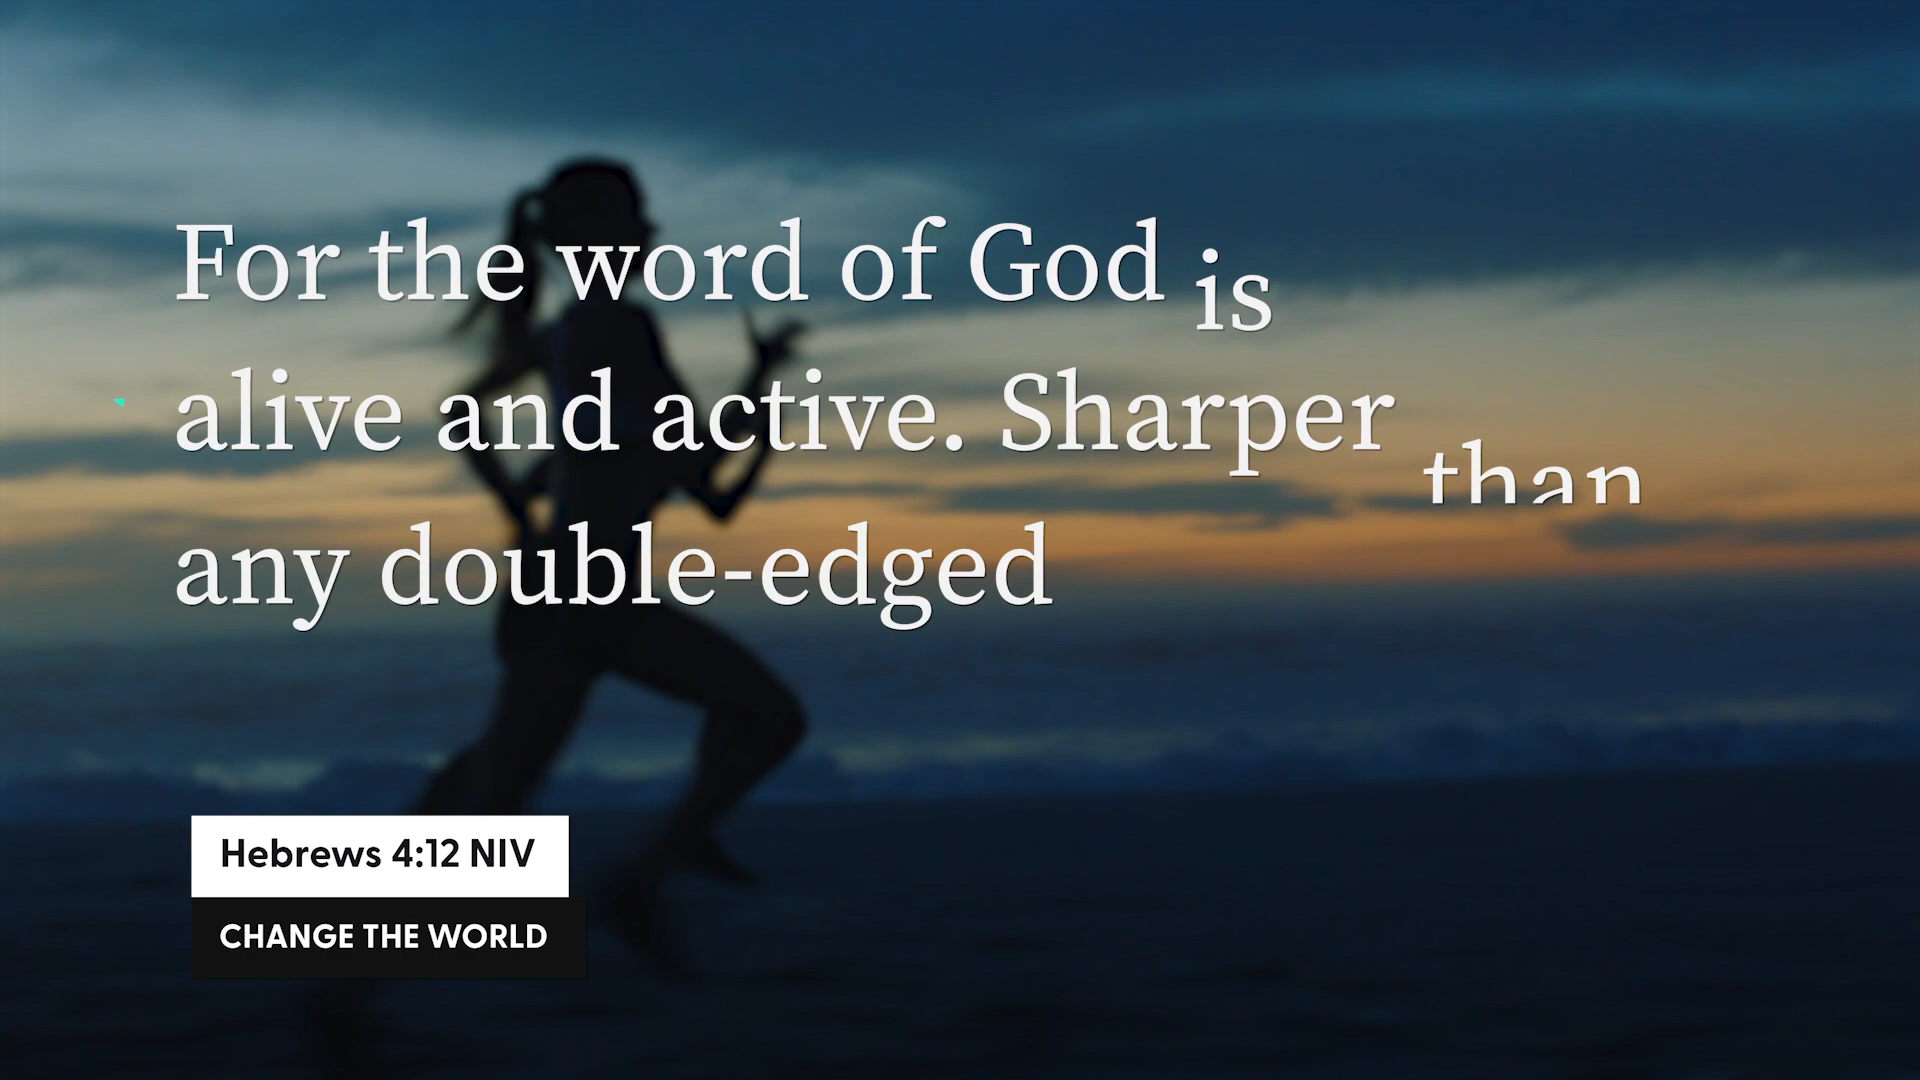 For the word of God is
alive and active. Sharper than
any double-edged
Hebrews 4:12 NIV
CHANGE THE WORLD